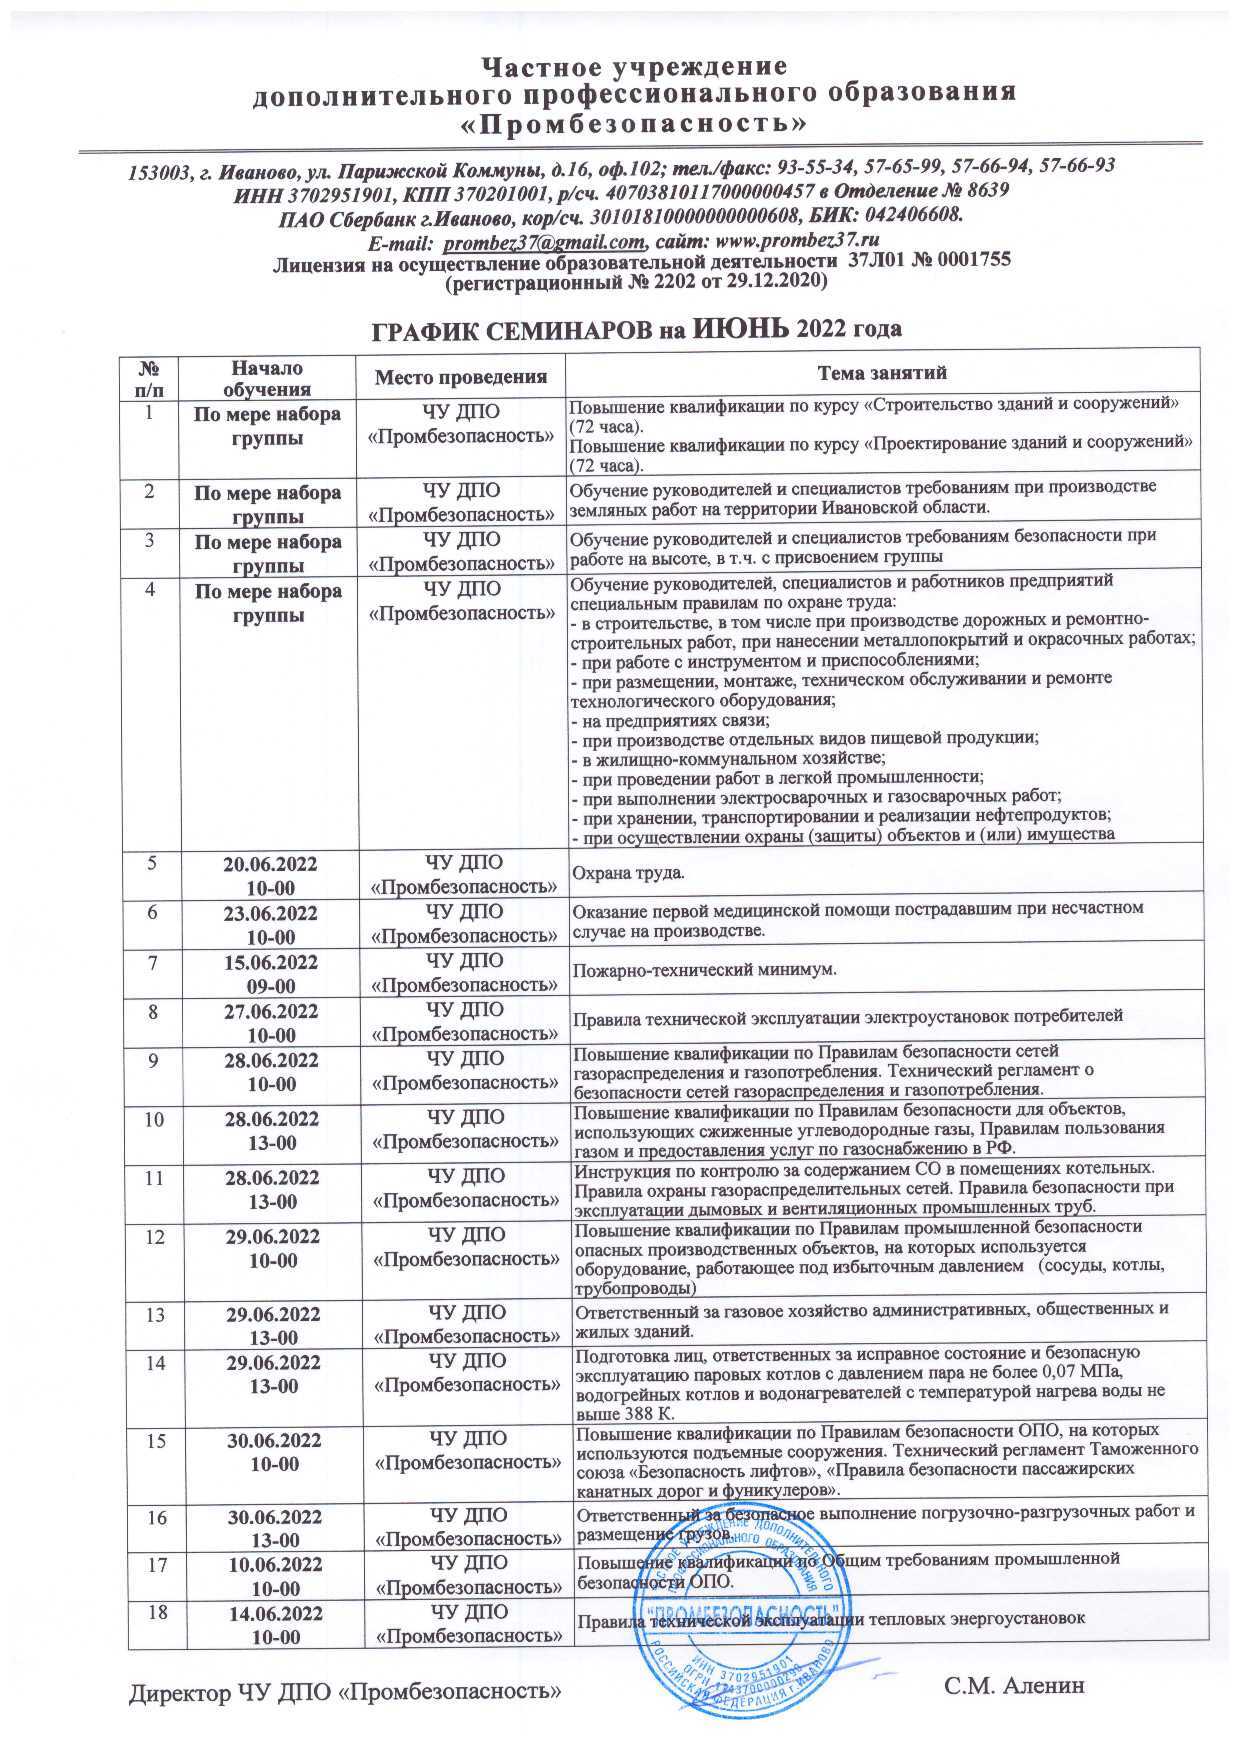 Частное учреждение
дополнительного профессионального образования
«Промбезопасность»
153003, г. Иваново, ул. Парижской Коммуны, д.16, оф.102; тел./факс: 93-55-34, 57-65-99, 57-66-94, 57-66-93
ИНН 3702951901, КПП 370201001, р/сч. 40703810117000000457 в Отделение № 8639
ПАО Сбербанк г.Иваново, кор/сч. 30101810000000000608, БИК: 042406608.
E-mail: prombez37@gmail.com, сайт: www.prombez37.ru
Лицензия на осуществление образовательной деятельности 37Л01 № 0001755
(регистрационный № 2202 от 29.12.2020)
ГРАФИК СЕМИНАРОВ на ИЮНЬ 2022 года
№ п/п
Начало обучения
Место проведения
Тема занятий
1
По мере набора
группы
ЧУ ДПО
«Промбезопасность»
Повышение квалификации по курсу «Строительство зданий и сооружений»
(72 часа).
Повышение квалификации по курсу «Проектирование зданий и сооружений»
(72 часа).
2
По мере набора
группы
ЧУ ДПО
«Промбезопасность»
Обучение руководителей и специалистов требованиям при производстве
земляных работ на территории Ивановской области.
3
По мере набора
группы
ЧУ ДПО
«Промбезопасность»
Обучение руководителей и специалистов требованиям безопасности при
работе на высоте, в т.ч. с присвоением группы
4
По мере набора
группы
ЧУ ДПО
«Промбезопасность»
Обучение руководителей, специалистов и работников предприятий
специальным правилам по охране труда:
- в строительстве, в том числе при производстве дорожных и ремонтно-
строительных работ, при нанесении металлопокрытий и окрасочных работах;
- при работе с инструментом и приспособлениями;
- при размещении, монтаже, техническом обслуживании и ремонте
технологического оборудования;
- на предприятиях связи;
- при производстве отдельных видов пищевой продукции;
- в жилищно-коммунальном хозяйстве;
- при проведении работ в легкой промышленности;
- при выполнении электросварочных и газосварочных работ;
- при хранении, транспортировании и реализации нефтепродуктов;
- при осуществлении охраны (защиты) объектов и (или) имущества
5
20.06.2022
10-00
ЧУ ДПО
«Промбезопасность»
Охрана труда.
6
23.06.2022
10-00
ЧУ ДПО
«Промбезопасность»
Оказание первой медицинской помощи пострадавшим при несчастном
случае на производстве.
7
15.06.2022
09-00
ЧУ ДПО
«Промбезопасность»
Пожарно-технический минимум.
8
27.06.2022
10-00
ЧУ ДПО
«Промбезопасность»
Правила технической эксплуатации электроустановок потребителей
9
28.06.2022
10-00
ЧУ ДПО
«Промбезопасность»
Повышение квалификации по Правилам безопасности сетей
газораспределения и газопотребления. Технический регламент о
безопасности сетей газораспределения и газопотребления.
10
28.06.2022
13-00
ЧУ ДПО
«Промбезопасность»
Повышение квалификации по Правилам безопасности для объектов,
использующих сжиженные углеводородные газы, Правилам пользования
газом и предоставления услуг по газоснабжению в РФ.
11
28.06.2022
13-00
ЧУ ДПО
«Промбезопасность»
Инструкция по контролю за содержанием СО в помещениях котельных.
Правила охраны газораспределительных сетей. Правила безопасности при
эксплуатации дымовых и вентиляционных промышленных труб.
12
29.06.2022
10-00
ЧУ ДПО
«Промбезопасность»
Повышение квалификации по Правилам промышленной безопасности
опасных производственных объектов, на которых используется
оборудование, работающее под избыточным давлением (сосуды, котлы,
трубопроводы)
13
29.06.2022
13-00
ЧУ ДПО
«Промбезопасность»
Ответственный за газовое хозяйство административных, общественных и
жилых зданий.
14
29.06.2022
13-00
ЧУ ДПО
«Промбезопасность»
Подготовка лиц, ответственных за исправное состояние и безопасную
эксплуатацию паровых котлов с давлением пара не более 0,07 МПа,
водогрейных котлов и водонагревателей с температурой нагрева воды не
выше 388 К.
15
30.06.2022
10-00
ЧУ ДПО
«Промбезопасность»
Повышение квалификации по Правилам безопасности ОПО, на которых
используются подъемные сооружения. Технический регламент Таможенного
союза «Безопасность лифтов», «Правила безопасности пассажирских
канатных дорог и фуникулеров».
16
30.06.2022
13-00
ЧУ ДПО
«Промбезопасность»
Ответственный за безопасное выполнение погрузочно-разгрузочных работ и
размещение грузов.
17
10.06.2022
10-00
ЧУ ДПО
«Промбезопасность»
Повышение квалификации по Общим требованиям промышленной
безопасности ОПО.
18
14.06.2022
10-00
ЧУ ДПО
«Промбезопасность»
Правила технической эксплуатации тепловых энергоустановок
ЧАСТНОЕ УЧРЕЖДЕНИЕ ДОПОЛНИТЕЛЬНОГО
ПРОФЕССИОНАЛЬНОГО ОБРАЗОВАНИЯ
"ПРОМБЕЗОПАСНОСТЬ"
ИНН 3702951901
РОССИЙСКАЯ ФЕДЕРАЦИЯ г.ИВАНОВО
Директор ЧУ ДПО «Промбезопасность»
С.М. Аленин